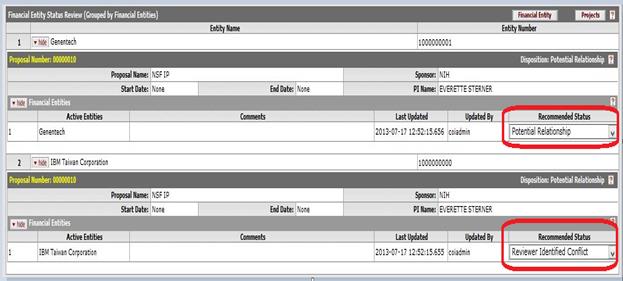 Financial Entity Status Review (Grouped by Financial Entities) Financial Entity Projects ?
Entity Name Entity Number
1 hide Genentech 1000000001
Proposal Number: 00000010 Disposition: Potential Relationship ?
Proposal Name: NSF IP Sponsor: NIH
Start Date: None End Date: None PI Name: EVERETTE STERNER
hide Financial Entities ?
Active Entities Comments Last Updated Updated By Recommended Status
1 Genentech 2013-07-17 12:52:15.656 coiadmin Potential Relationship
2 hide IBM Taiwan Corporation 1000000000
Proposal Number: 00000010 Disposition: Potential Relationship ?
Proposal Name: NSF IP Sponsor: NIH
Start Date: None End Date: None PI Name: EVERETTE STERNER
hide Financial Entities ?
Active Entities Comments Last Updated Updated By Recommended Status
1 IBM Taiwan Corporation 2013-07-17 12:52:15.655 coiadmin Reviewer Identified Conflict